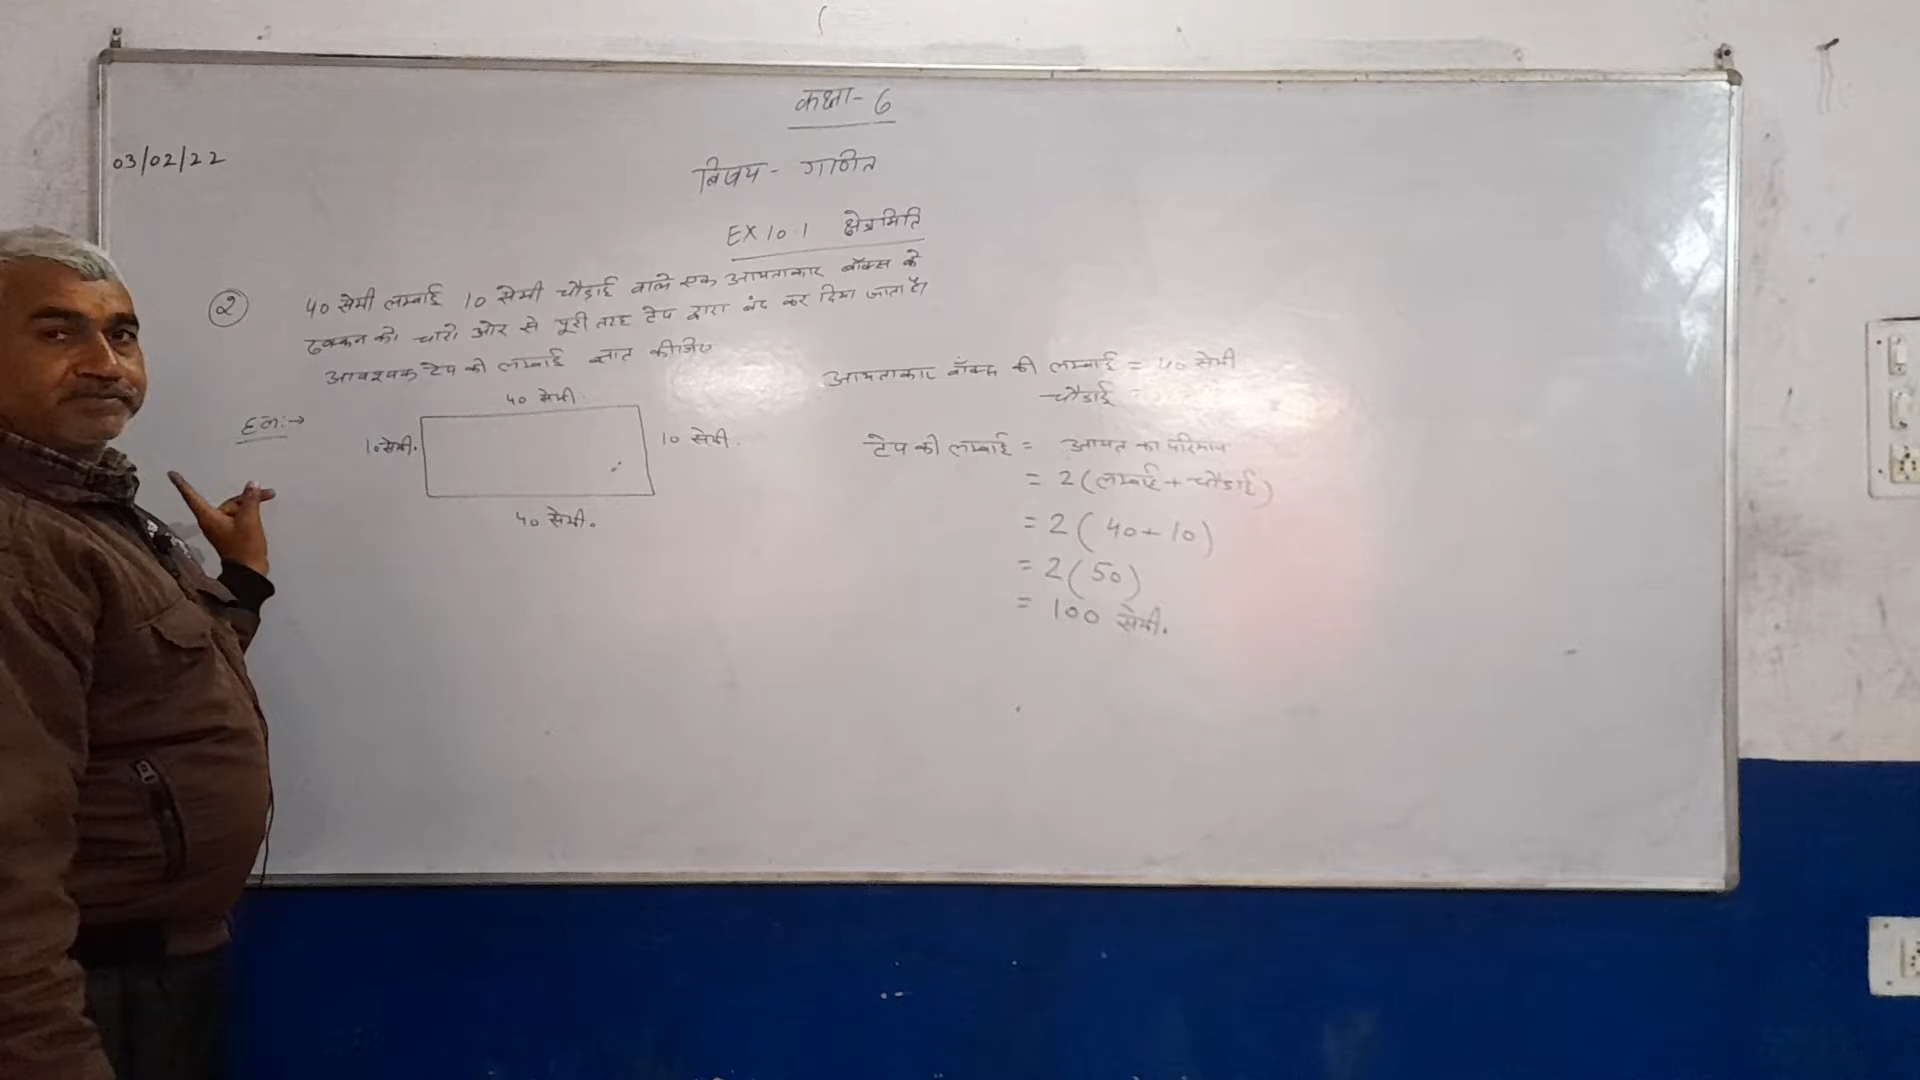 कक्षा - 6
03/02/22
विषय - गणित
EX 10.1 क्षेत्रमिति
२ 40 सेमी लम्बाई 10 सेमी चौड़ाई वाले एक आयताकार बॉक्स के
ढक्कन को चारो ओर से पूरी तरह टेप द्वारा बंद कर दिया जाता है।
आवश्यक टेप की लम्बाई ज्ञात कीजिए
हल:→
40 सेमी.
10 सेमी.
10 सेमी.
40 सेमी.
आयताकार बॉक्स की लम्बाई = 40 सेमी
चौड़ाई
टेप की लम्बाई = आयत का परिमाप
= 2 (लम्बाई + चौड़ाई)
= 2 ( 40 + 10 )
= 2 ( 50 )
= 100 सेमी.